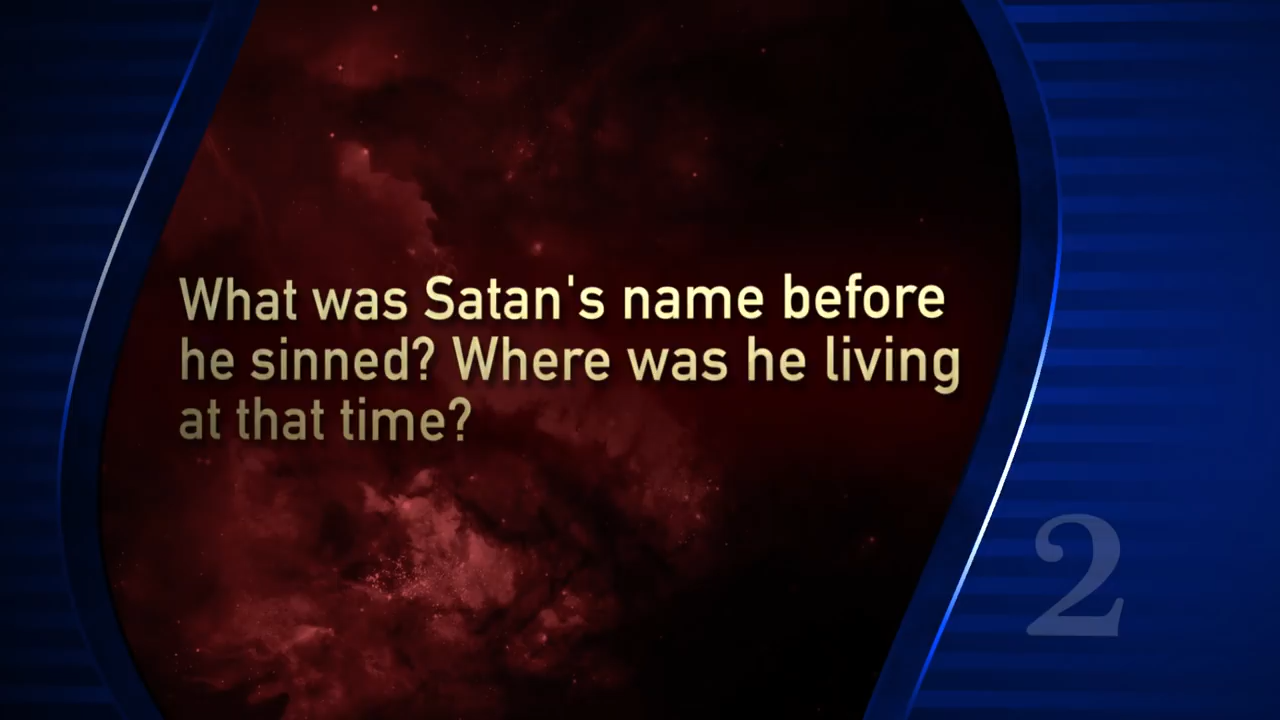 What was Satan's name before
he sinned? Where was he living
at that time?
2